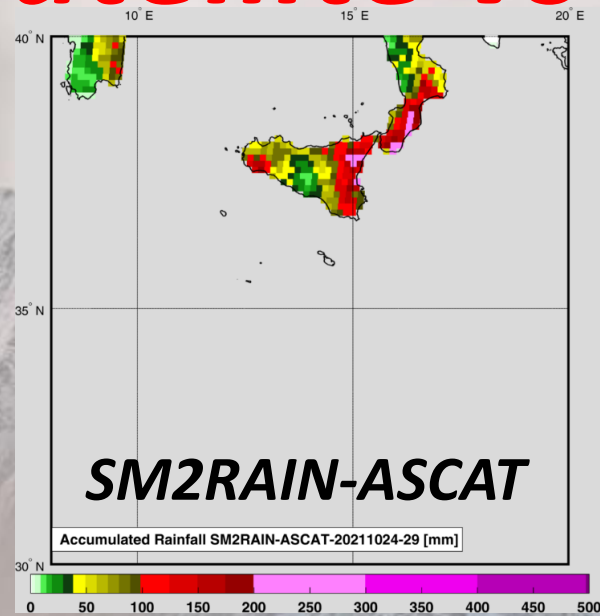 10° E 15° E 20° E
40° N
35° N
SM2RAIN-ASCAT
Accumulated Rainfall SM2RAIN-ASCAT-20211024-29 [mm]
30° N
0 50 100 150 200 250 300 350 400 450 500